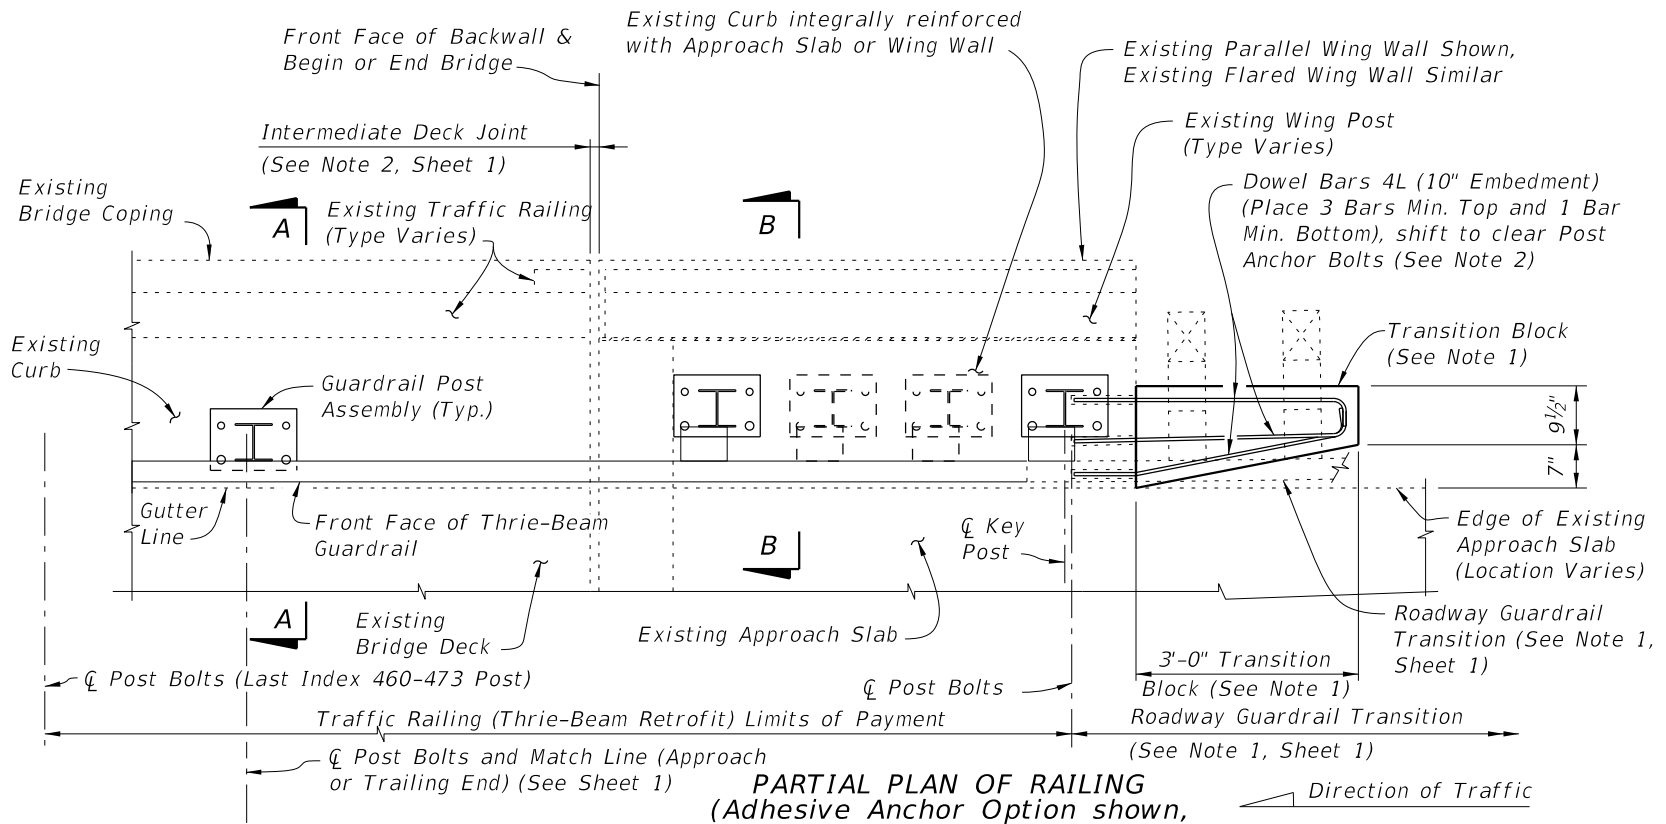 Front Face of Backwall &
Begin or End Bridge
Existing Curb integrally reinforced
with Approach Slab or Wing Wall
Existing Parallel Wing Wall Shown,
Existing Flared Wing Wall Similar
Intermediate Deck Joint
(See Note 2, Sheet 1)
Existing Wing Post
(Type Varies)
Existing
Bridge Coping
A
Existing Traffic Railing
(Type Varies)
B
Dowel Bars 4L (10" Embedment)
(Place 3 Bars Min. Top and 1 Bar
Min. Bottom), shift to clear Post
Anchor Bolts (See Note 2)
Existing
Curb
Guardrail Post
Assembly (Typ.)
Transition Block
(See Note 1)
9½"
7"
Gutter
Line
Front Face of Thrie-Beam
Guardrail
B
℄ Key
Post
Edge of Existing
Approach Slab
(Location Varies)
A
Existing
Bridge Deck
Existing Approach Slab
Roadway Guardrail
Transition (See Note 1,
Sheet 1)
℄ Post Bolts (Last Index 460-473 Post)
℄ Post Bolts
3'-0" Transition
Block (See Note 1)
Traffic Railing (Thrie-Beam Retrofit) Limits of Payment
Roadway Guardrail Transition
(See Note 1, Sheet 1)
℄ Post Bolts and Match Line (Approach
or Trailing End) (See Sheet 1)
PARTIAL PLAN OF RAILING
(Adhesive Anchor Option shown,
Direction of Traffic